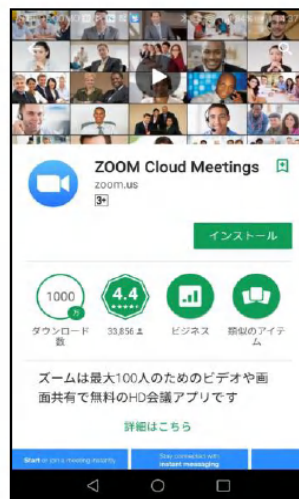 14:37
ZOOM Cloud Meetings
zoom.us
3+
インストール
1000
万
4.4
ダウンロード
数
33,856
ビジネス
類似のアイテ
ム
ズームは最大100人のためのビデオや画
面共有で無料のHD会議アプリです
詳細はこちら
Start or join a meeting instantly
Stay connected with
instant messaging